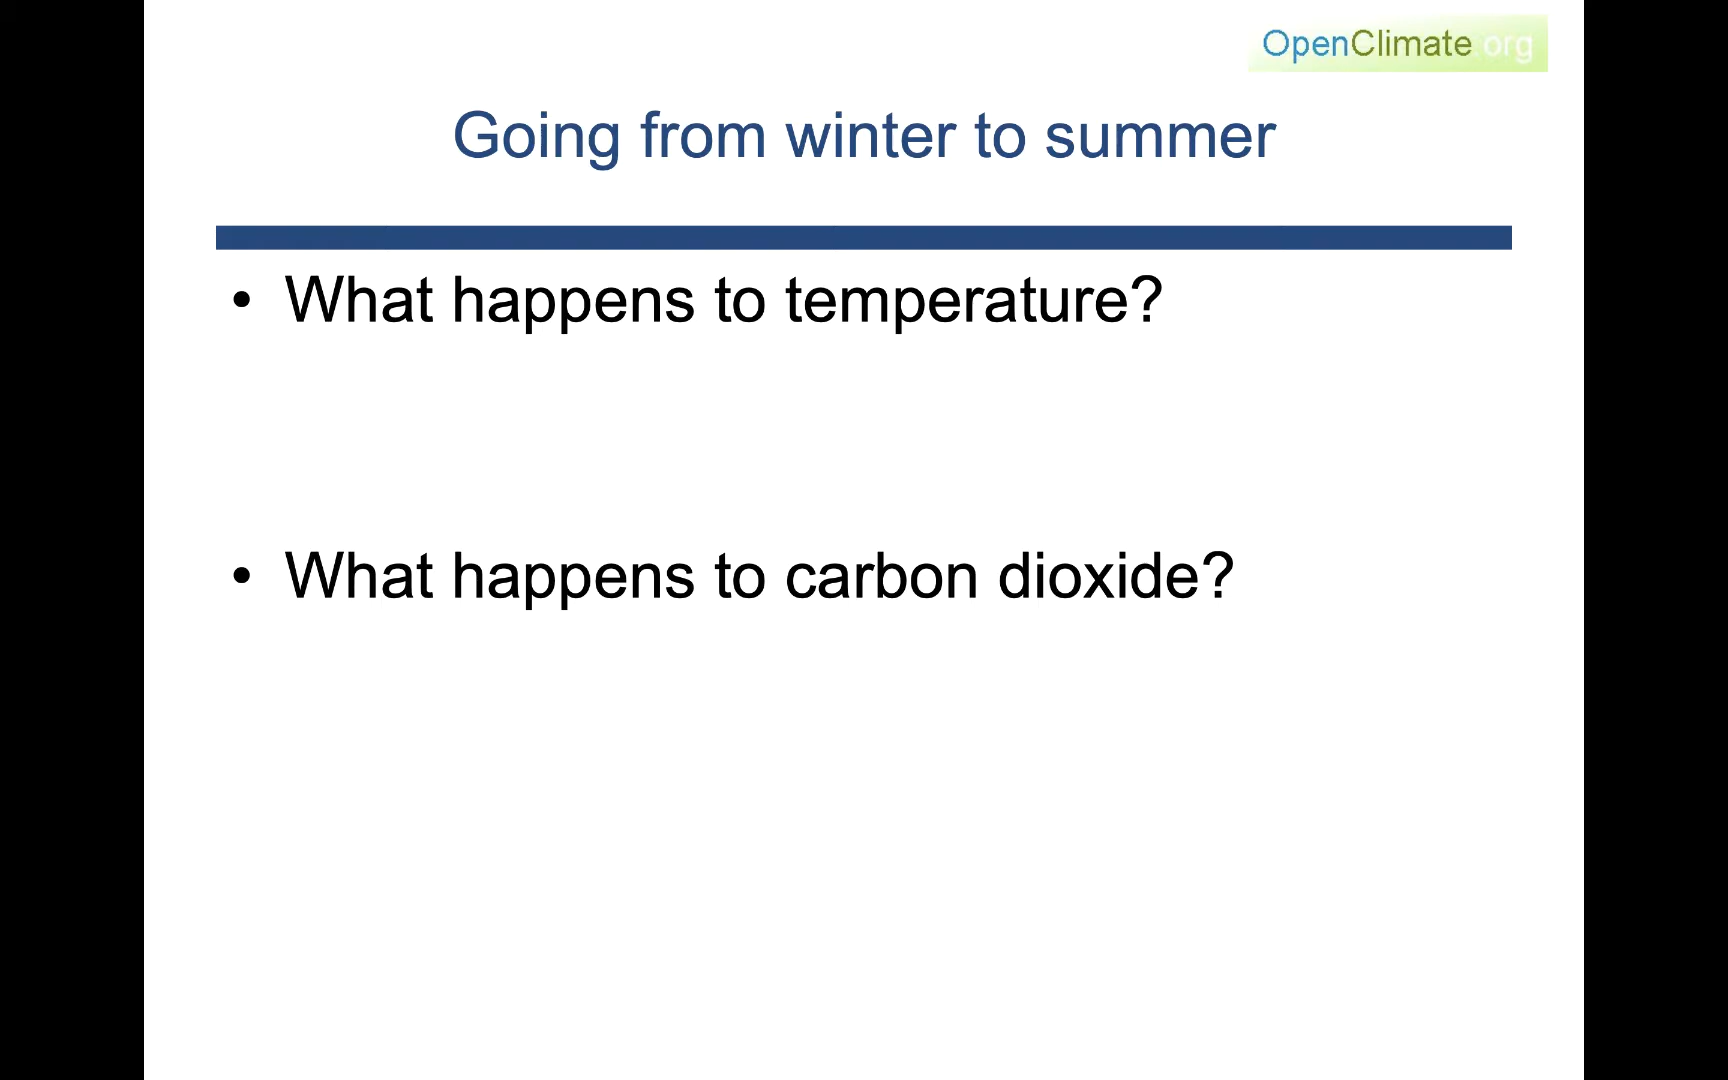 OpenClimate.org
Going from winter to summer
• What happens to temperature?
• What happens to carbon dioxide?